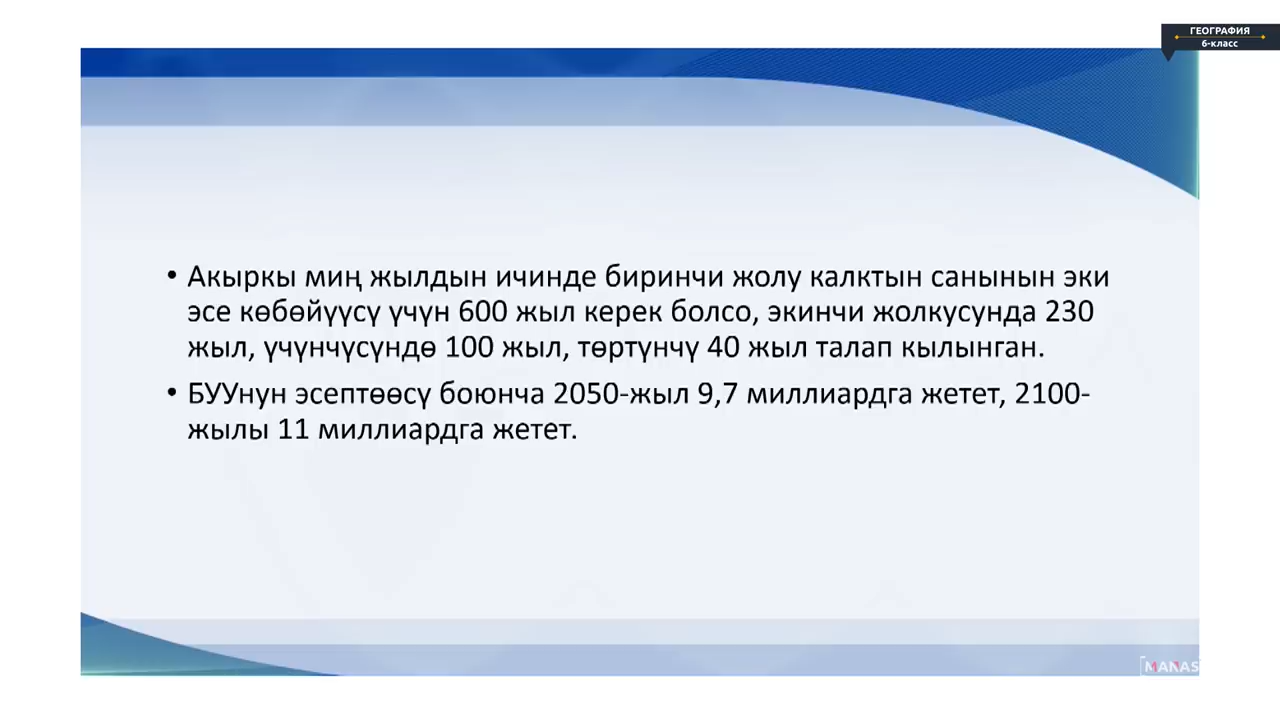 ГЕОГРАФИЯ
6-класс
• Акыркы миң жылдын ичинде биринчи жолу калктын санынын эки
эсе көбөйүүсү үчүн 600 жыл керек болсо, экинчи жолкусунда 230
жыл, үчүнчүсүндө 100 жыл, төртүнчү 40 жыл талап кылынган.
• БУУнун эсептөөсү боюнча 2050-жыл 9,7 миллиардга жетет, 2100-
жылы 11 миллиардга жетет.
MANAS